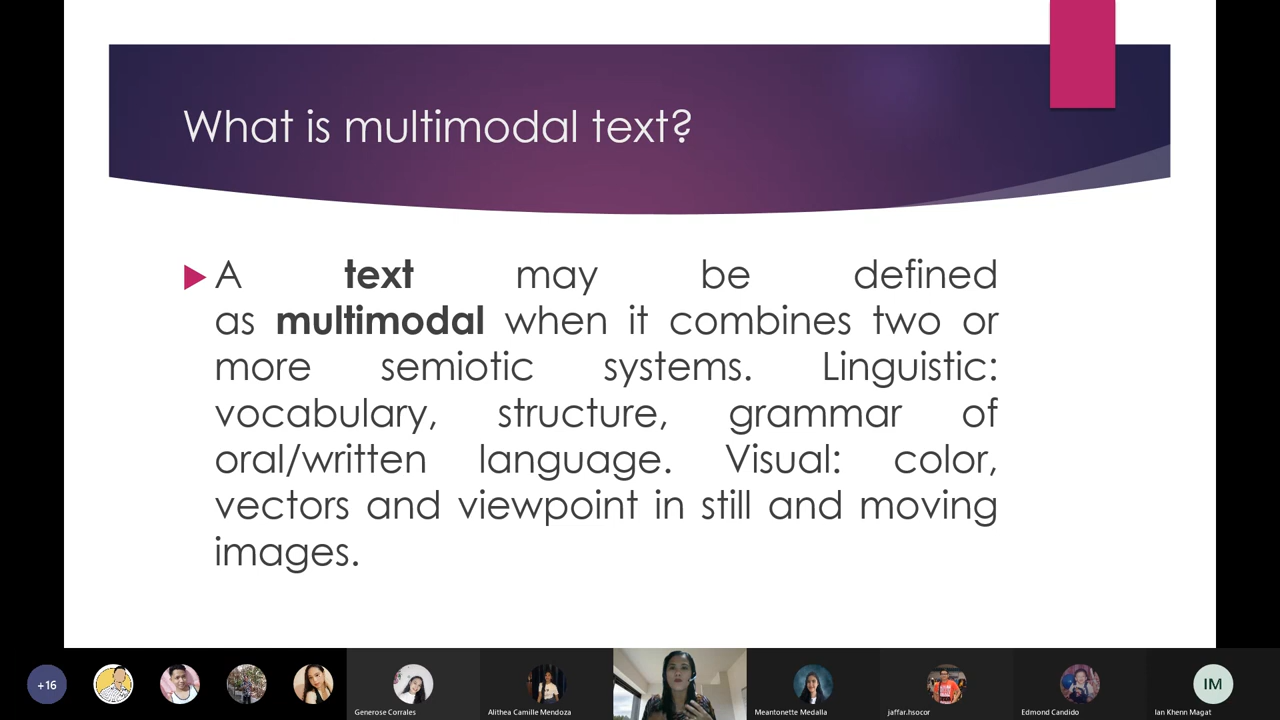 What is multimodal text?
A text may be defined
as multimodal when it combines two or
more semiotic systems. Linguistic:
vocabulary, structure, grammar of
oral/written language. Visual: color,
vectors and viewpoint in still and moving
images.
+16
IM
Generose Corrales
Alithea Camille Mendoza
Meantonette Medalla
jaffar.hsocor
Edmond Candido
Ian Khenn Magat